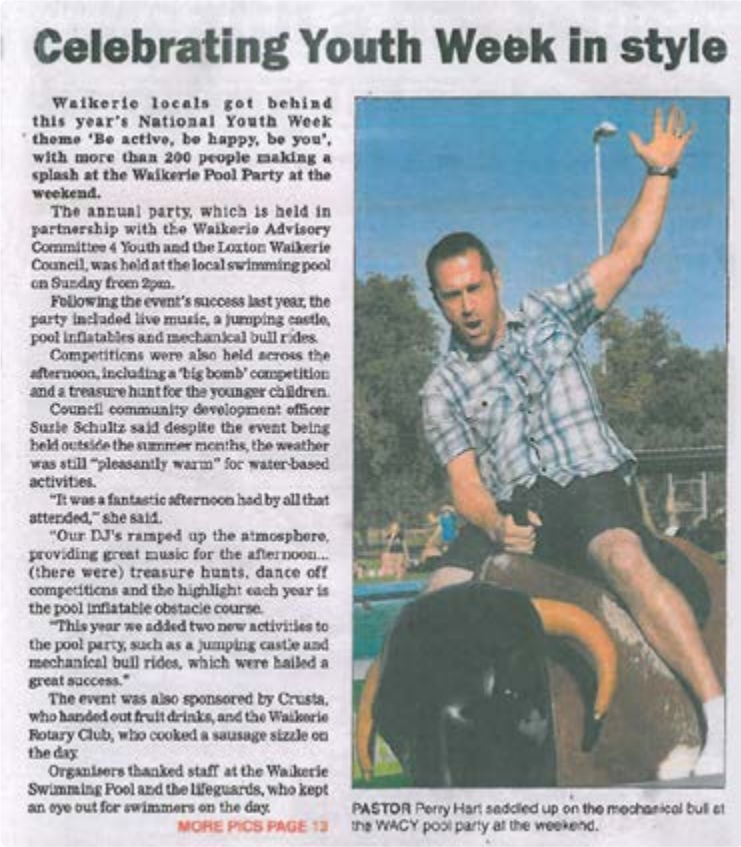 Celebrating Youth Week in style
Waikerie locals got behind
this year's National Youth Week
theme 'Be active, be happy, be you',
with more than 200 people making a
splash at the Waikerie Pool Party at the
weekend.
The annual party, which is held in
partnership with the Waikerie Advisory
Committee 4 Youth and the Loxton Waikerie
Council, was held at the local swimming pool
on Sunday from 2pm.
Following the event's success last year, the
party included live music, a jumping castle,
pool inflatables and mechanical bull rides.
Competitions were also held across the
afternoon, including a 'big bomb' competition
and a treasure hunt for the younger children.
Council community development officer
Susie Schultz said despite the event being
held outside the summer months, the weather
was still "pleasantly warm" for water-based
activities.
"It was a fantastic afternoon had by all that
attended," she said.
"Our DJ's ramped up the atmosphere,
providing great music for the afternoon...
(there were) treasure hunts, dance off
competitions and the highlight each year is
the pool inflatable obstacle course.
"This year we added two new activities to
the pool party, such as a jumping castle and
mechanical bull rides, which were hailed a
great success."
The event was also sponsored by Crusta,
who handed out fruit drinks, and the Waikerie
Rotary Club, who cooked a sausage sizzle on
the day.
Organisers thanked staff at the Waikerie
Swimming Pool and the lifeguards, who kept
an eye out for swimmers on the day.
MORE PICS PAGE 13
PASTOR Perry Hart saddled up on the mechanical bull at
the WACY pool party at the weekend.